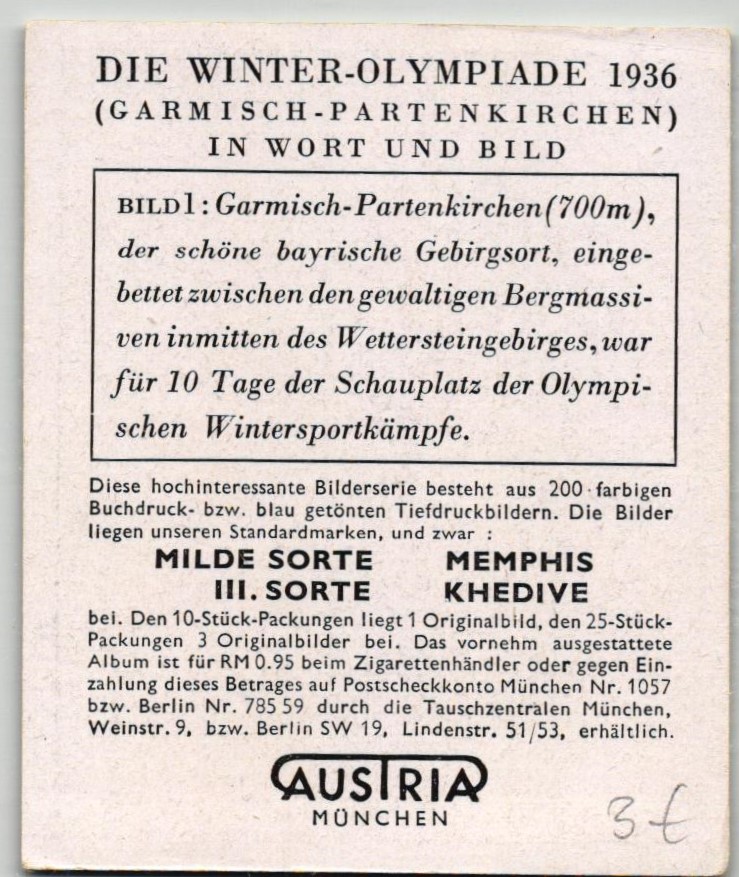 DIE WINTER-OLYMPIADE 1936
(GARMISCH-PARTENKIRCHEN)
IN WORT UND BILD
BILD 1: Garmisch-Partenkirchen (700m),
der schöne bayrische Gebirgsort, einge-
bettet zwischen den gewaltigen Bergmassi-
ven inmitten des Wettersteingebirges, war
für 10 Tage der Schauplatz der Olympi-
schen Wintersportkämpfe.
Diese hochinteressante Bilderserie besteht aus 200 farbigen
Buchdruck- bzw. blau getönten Tiefdruckbildern. Die Bilder
liegen unseren Standardmarken, und zwar :
MILDE SORTE MEMPHIS
III. SORTE KHEDIVE
bei. Den 10-Stück-Packungen liegt 1 Originalbild, den 25-Stück-
Packungen 3 Originalbilder bei. Das vornehm ausgestattete
Album ist für RM 0.95 beim Zigarettenhändler oder gegen Ein-
zahlung dieses Betrages auf Postscheckkonto München Nr. 1057
bzw. Berlin Nr. 785 59 durch die Tauschzentralen München,
Weinstr. 9, bzw. Berlin SW 19, Lindenstr. 51/53, erhältlich.
AUSTRIA
MÜNCHEN
3 €